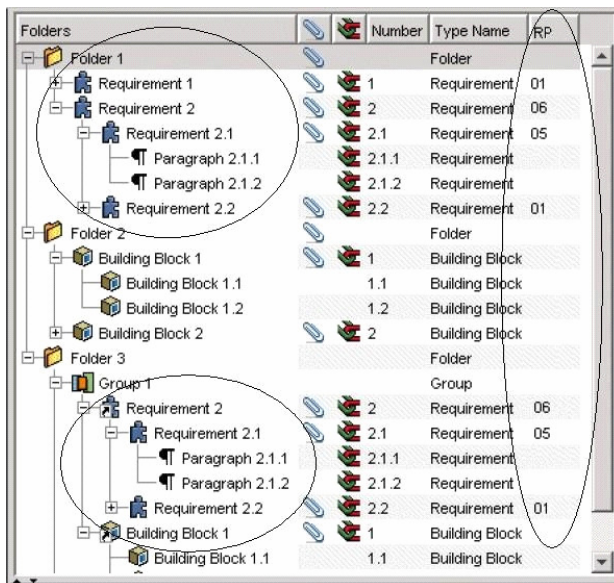 Folders Number Type Name RP
Folder 1 Folder
Requirement 1 1 Requirement 01
Requirement 2 2 Requirement 06
Requirement 2.1 2.1 Requirement 05
Paragraph 2.1.1 2.1.1 Requirement
Paragraph 2.1.2 2.1.2 Requirement
Requirement 2.2 2.2 Requirement 01
Folder 2 Folder
Building Block 1 1 Building Block
Building Block 1.1 1.1 Building Block
Building Block 1.2 1.2 Building Block
Building Block 2 2 Building Block
Folder 3 Folder
Group 1 Group
Requirement 2 2 Requirement 06
Requirement 2.1 2.1 Requirement 05
Paragraph 2.1.1 2.1.1 Requirement
Paragraph 2.1.2 2.1.2 Requirement
Requirement 2.2 2.2 Requirement 01
Building Block 1 1 Building Block
Building Block 1.1 1.1 Building Block